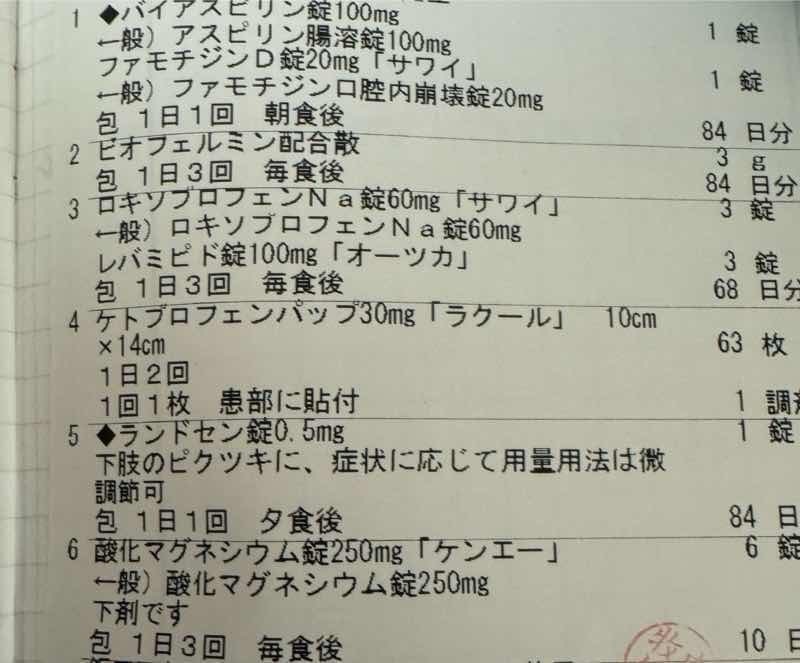 1 ◆バイアスピリン錠100mg
←般）アスピリン腸溶錠100mg 1 錠
ファモチジンD錠20mg「サワイ」
←般）ファモチジン口腔内崩壊錠20mg 1 錠
包 1日1回 朝食後 84 日分
2 ビオフェルミン配合散 3 g
包 1日3回 毎食後 84 日分
3 ロキソプロフェンNa錠60mg「サワイ」 3 錠
←般）ロキソプロフェンNa錠60mg
レバミピド錠100mg「オーツカ」 3 錠
包 1日3回 毎食後 68 日分
4 ケトプロフェンパップ30mg「ラクール」 10cm
×14cm 63 枚
1日2回
1回1枚 患部に貼付 1 調剤
5 ◆ランドセン錠0.5mg 1 錠
下肢のピクツキに、症状に応じて用量用法は微
調節可
包 1日1回 夕食後 84 日
6 酸化マグネシウム錠250mg「ケンエー」 6 錠
←般）酸化マグネシウム錠250mg
下剤です
包 1日3回 毎食後 10 日